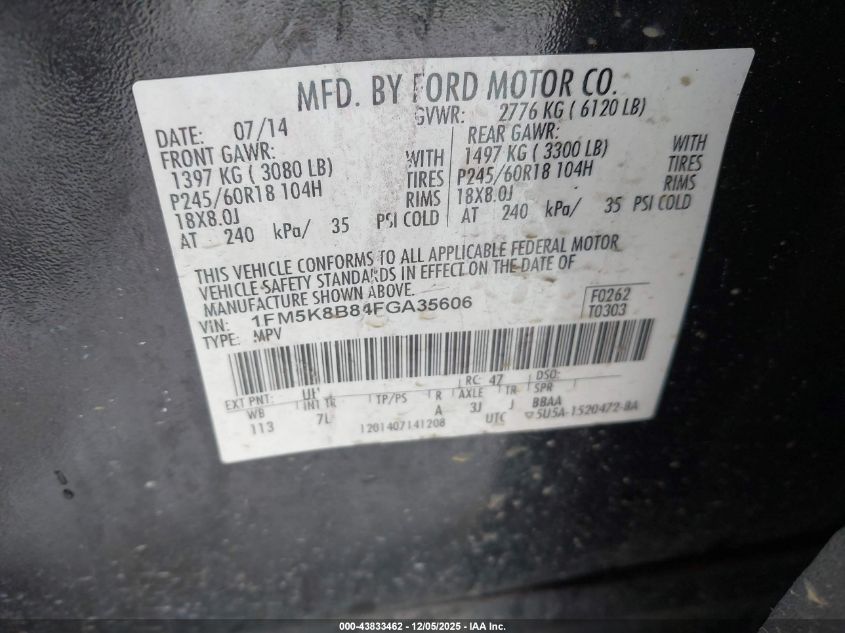 MFD. BY FORD MOTOR CO.
DATE: 07/14 GVWR: 2776 KG ( 6120 LB)
FRONT GAWR: REAR GAWR:
1397 KG ( 3080 LB) WITH 1497 KG ( 3300 LB) WITH
P245/60R18 104H TIRES P245/60R18 104H TIRES
18X8.0J RIMS 18X8.0J RIMS
AT 240 kPa/ 35 PSI COLD AT 240 kPa/ 35 PSI COLD
THIS VEHICLE CONFORMS TO ALL APPLICABLE FEDERAL MOTOR
VEHICLE SAFETY STANDARDS IN EFFECT ON THE DATE OF
MANUFACTURE SHOWN ABOVE.
VIN: 1FM5K8B84FGA35606 F0262
TYPE: MPV T0303
EXT PNT: RC: 47 DSO:
WB INT TR TP/PS R AXLE TR SPR
113 7L A 3J J BBAA
1201407141208 UTC ▽5U5A-1520472-BA
000-43833462 - 12/05/2025 - IAA Inc.